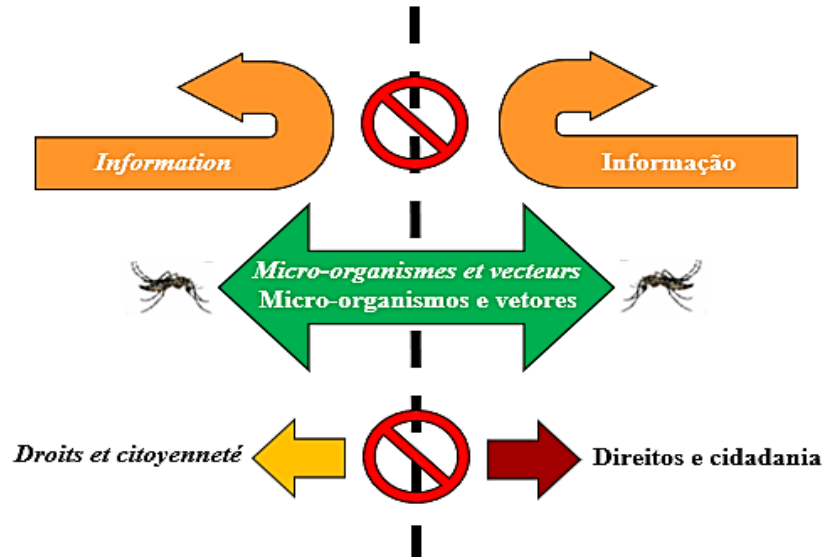 Information
Informação
Micro-organismes et vecteurs
Micro-organismos e vetores
Droits et citoyenneté
Direitos e cidadania